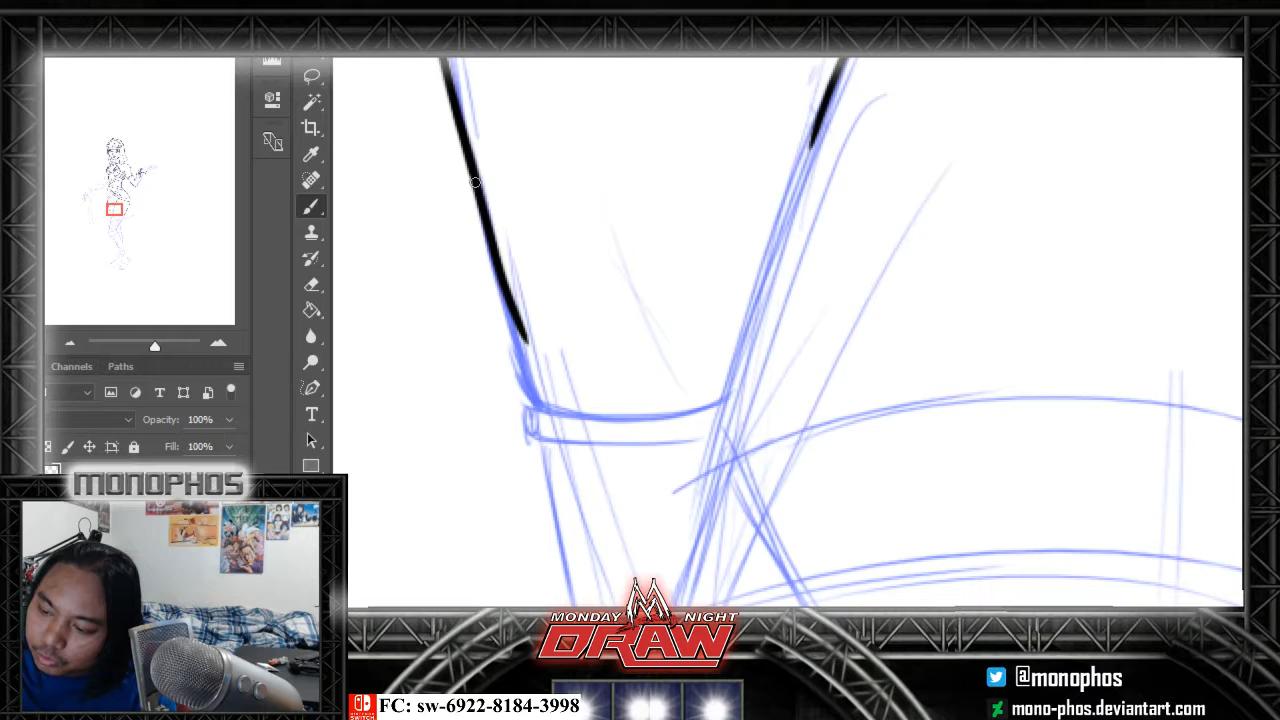 Channels Paths
Opacity: 100%
Fill: 100%
MONOPHOS
MONDAY NIGHT
DRAW
@monophos
FC: sw-6922-8184-3998
mono-phos.deviantart.com